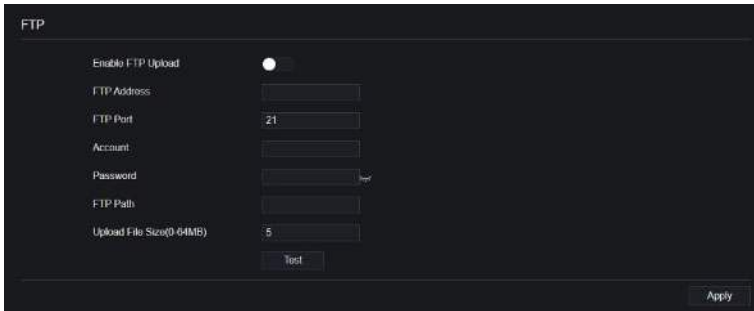 FTP
Enable FTP Upload
FTP Address
FTP Port 21
Account
Password
FTP Path
Upload File Size(0-64MB) 5
Test
Apply